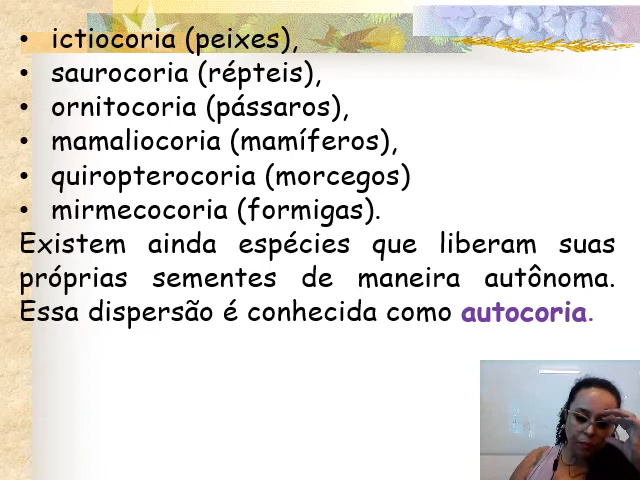 • ictiocoria (peixes),
• saurocoria (répteis),
• ornitocoria (pássaros),
• mamaliocoria (mamíferos),
• quiropterocoria (morcegos)
• mirmecocoria (formigas).
Existem ainda espécies que liberam suas
próprias sementes de maneira autônoma.
Essa dispersão é conhecida como autocoria.